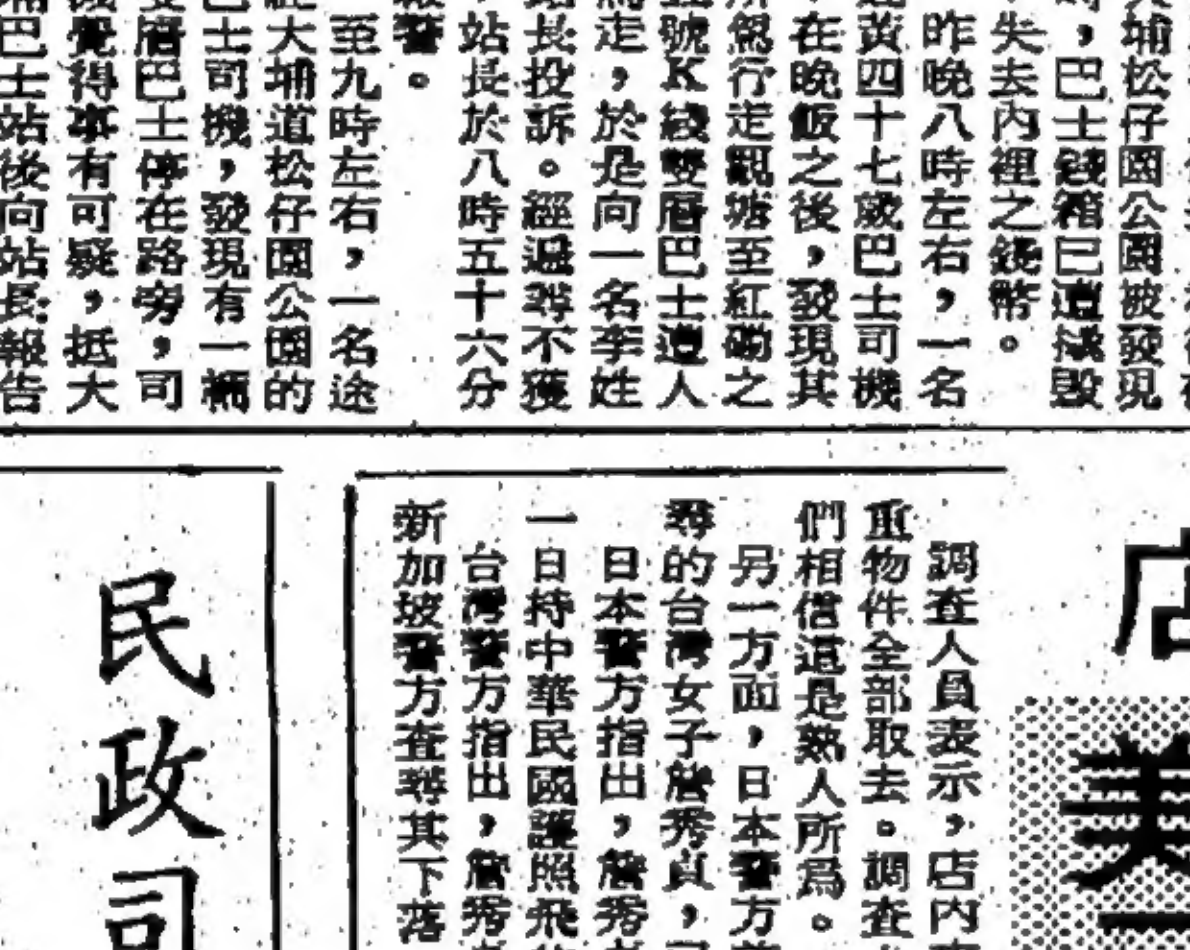 埔松仔園公園被發現
,巴士錢箱已遭撬毀
失去內裡之錢幣。
昨晚八時左右,一名
黃四十七歲巴士司機
在晚飯之後,發現其
行走觀塘至紅磡之
號K綫雙層巴士遭人
走,於是向一名李姓
站長投訴。經過尋不獲
站長於八時五十六分
報警。
至九時左右,一名途
大埔道松仔園公園的
巴士司機,發現有一輛
雙層巴士停在路旁,司
覺得事有可疑,抵大
埔巴士站後向站長報告
店
美
調查人員表示,店內
重物件全部取去。調查
們相信這是熟人所為。
另一方面,日本警方
尋的台灣女子詹秀貞,
日本警方指出,詹秀
一日持中華民國護照飛
台灣警方指出,詹秀
新加坡警方查尋其下落
民政司